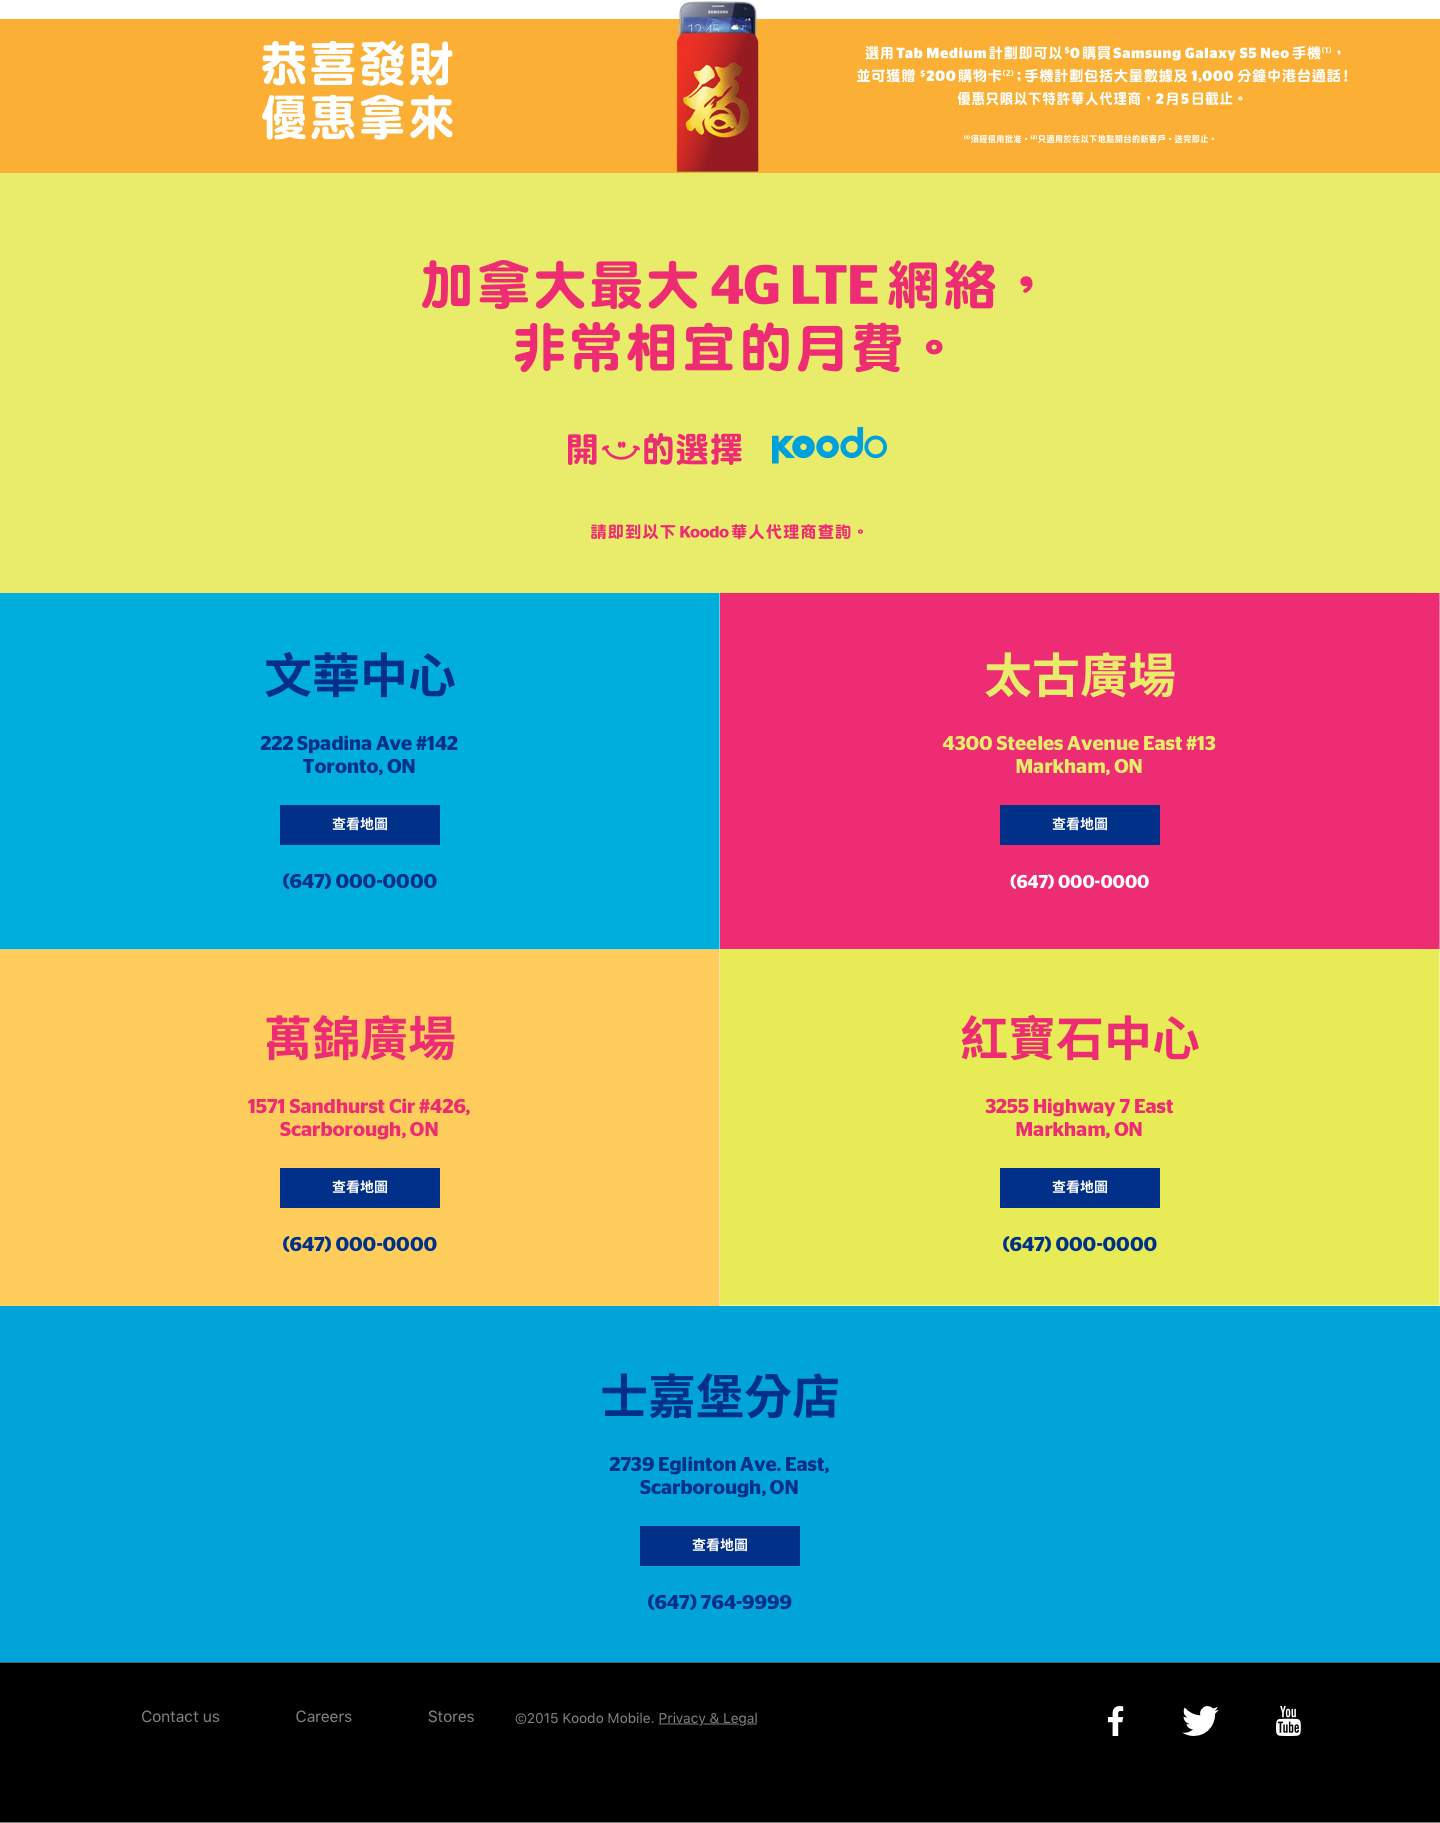 恭喜發財
優惠拿來
SAMSUNG
12:45
福
選用 Tab Medium 計劃即可以 $0 購買 Samsung Galaxy S5 Neo 手機(1)，
並可獲贈 $200 購物卡(2)；手機計劃包括大量數據及 1,000 分鐘中港台通話！
優惠只限以下特許華人代理商，2月5日截止。
(1)須經信用批准。(2)只適用於在以下地點開台的新客戶，送完即止。
加拿大最大 4G LTE 網絡，
非常相宜的月費。
開 的選擇 koodo
請即到以下 Koodo 華人代理商查詢。
文華中心
222 Spadina Ave #142
Toronto, ON
查看地圖
(647) 000-0000
太古廣場
4300 Steeles Avenue East #13
Markham, ON
查看地圖
(647) 000-0000
萬錦廣場
1571 Sandhurst Cir #426,
Scarborough, ON
查看地圖
(647) 000-0000
紅寶石中心
3255 Highway 7 East
Markham, ON
查看地圖
(647) 000-0000
士嘉堡分店
2739 Eglinton Ave. East,
Scarborough, ON
查看地圖
(647) 764-9999
Contact us Careers Stores ©2015 Koodo Mobile. Privacy & Legal
You
Tube